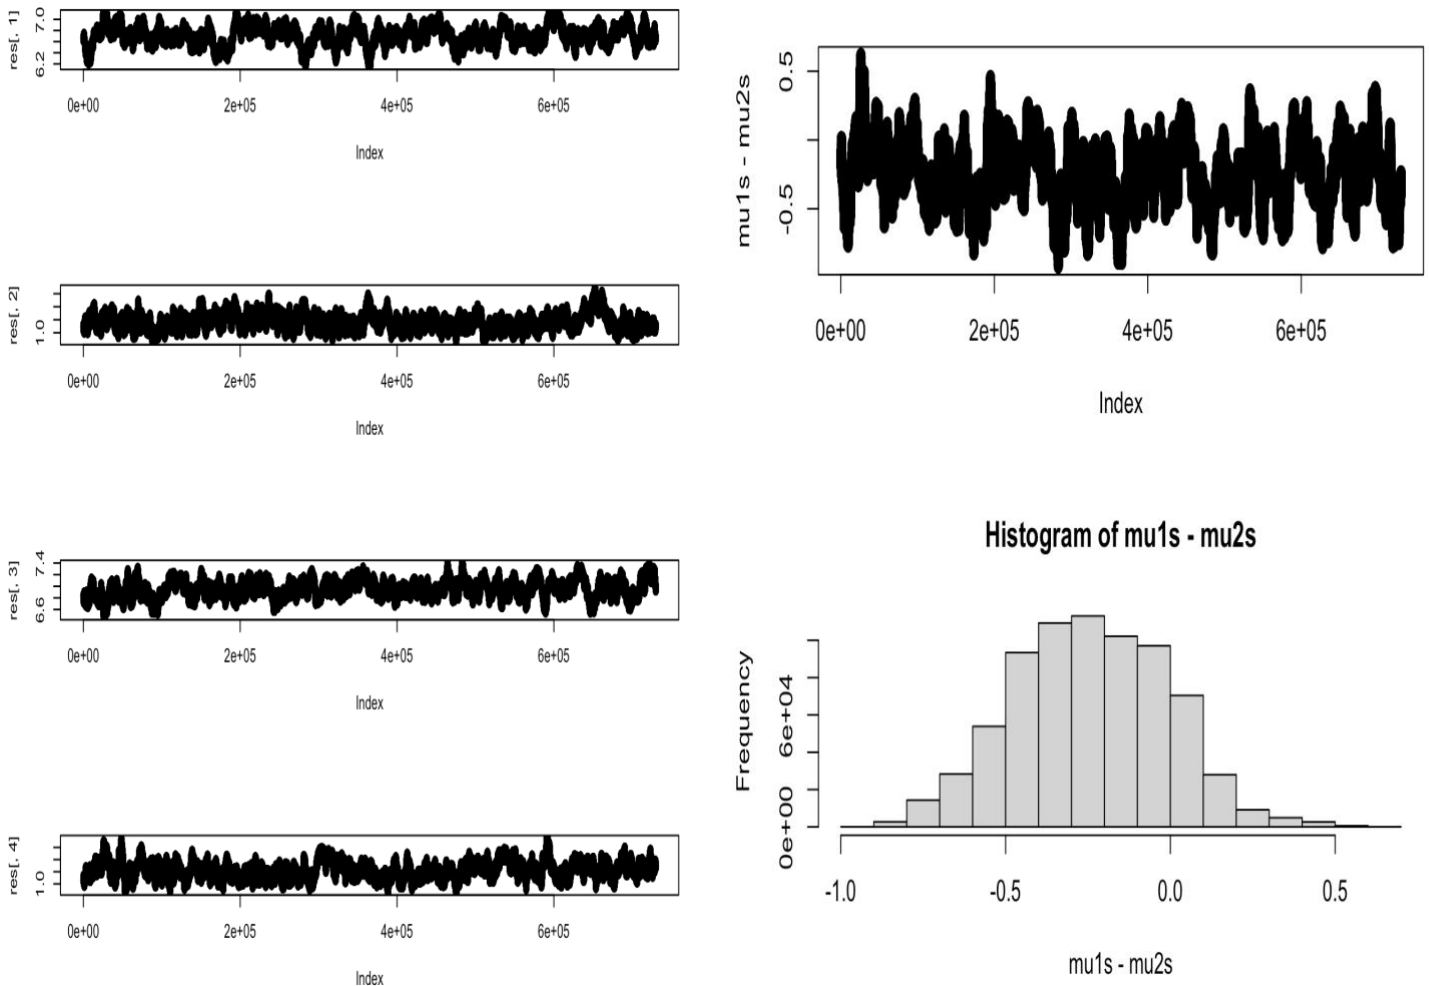 res[, 1]
6.2 7.0
0e+00 2e+05 4e+05 6e+05
Index
res[, 2]
1.0
0e+00 2e+05 4e+05 6e+05
Index
res[, 3]
6.6 7.4
0e+00 2e+05 4e+05 6e+05
Index
res[, 4]
1.0
0e+00 2e+05 4e+05 6e+05
Index
mu1s - mu2s
-0.5 0.5
0e+00 2e+05 4e+05 6e+05
Index
Histogram of mu1s - mu2s
Frequency
0e+00 6e+04
-1.0 -0.5 0.0 0.5
mu1s - mu2s